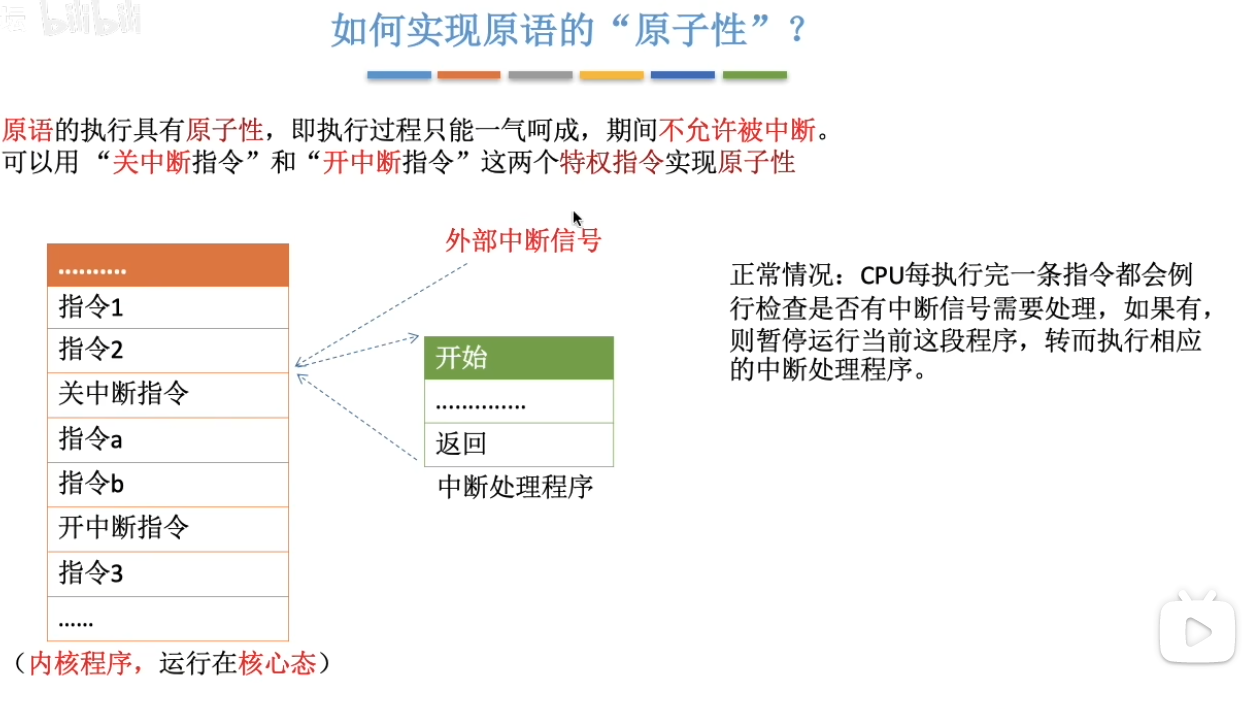 坛 bilibili
如何实现原语的“原子性”？
原语的执行具有原子性，即执行过程只能一气呵成，期间不允许被中断。
可以用 “关中断指令”和“开中断指令”这两个特权指令实现原子性
外部中断信号
..........
指令1
指令2
关中断指令
指令a
指令b
开中断指令
指令3
......
（内核程序，运行在核心态）
开始
..............
返回
中断处理程序
正常情况：CPU每执行完一条指令都会例
行检查是否有中断信号需要处理，如果有，
则暂停运行当前这段程序，转而执行相应
的中断处理程序。